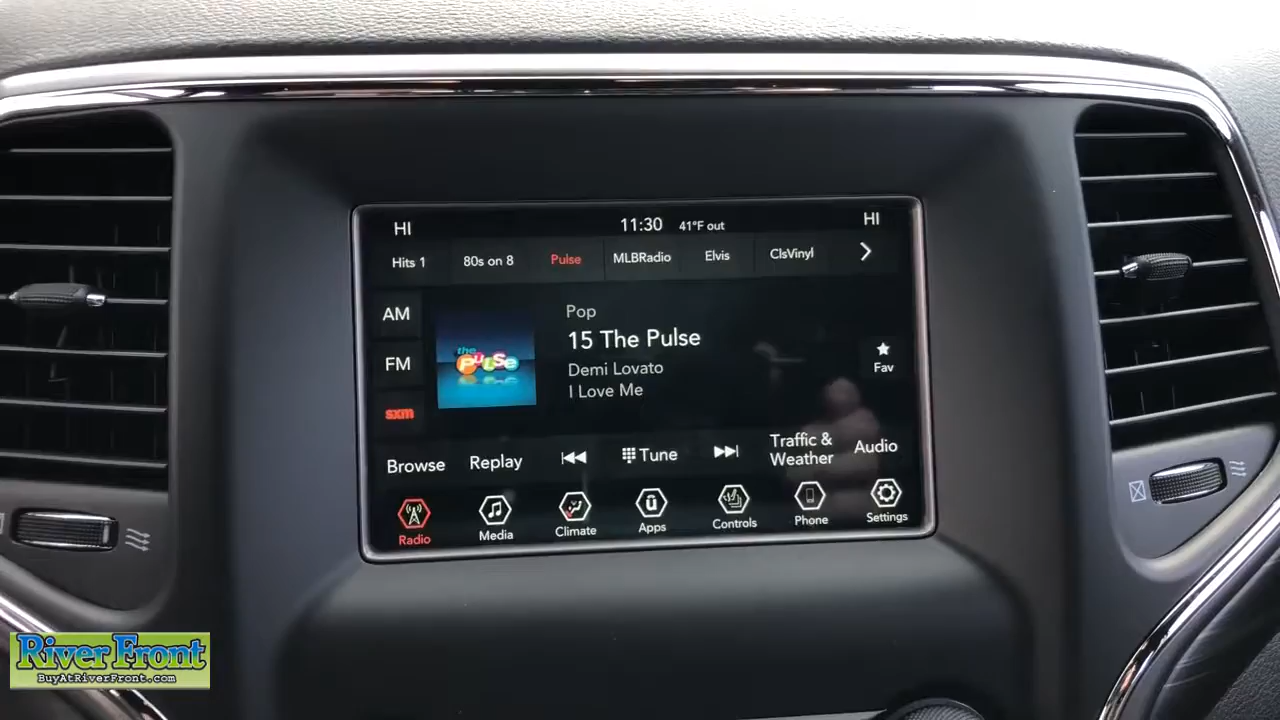 HI 11:30 41°F out HI
Hits 1 80s on 8 Pulse MLBRadio Elvis ClsVinyl
AM
FM
sxm
the
PULSE
Pop
15 The Pulse
Demi Lovato
I Love Me
Fav
Browse Replay Tune Traffic & Weather Audio
Radio Media Climate Apps Controls Phone Settings
River Front
BuyAtRiverFront.com